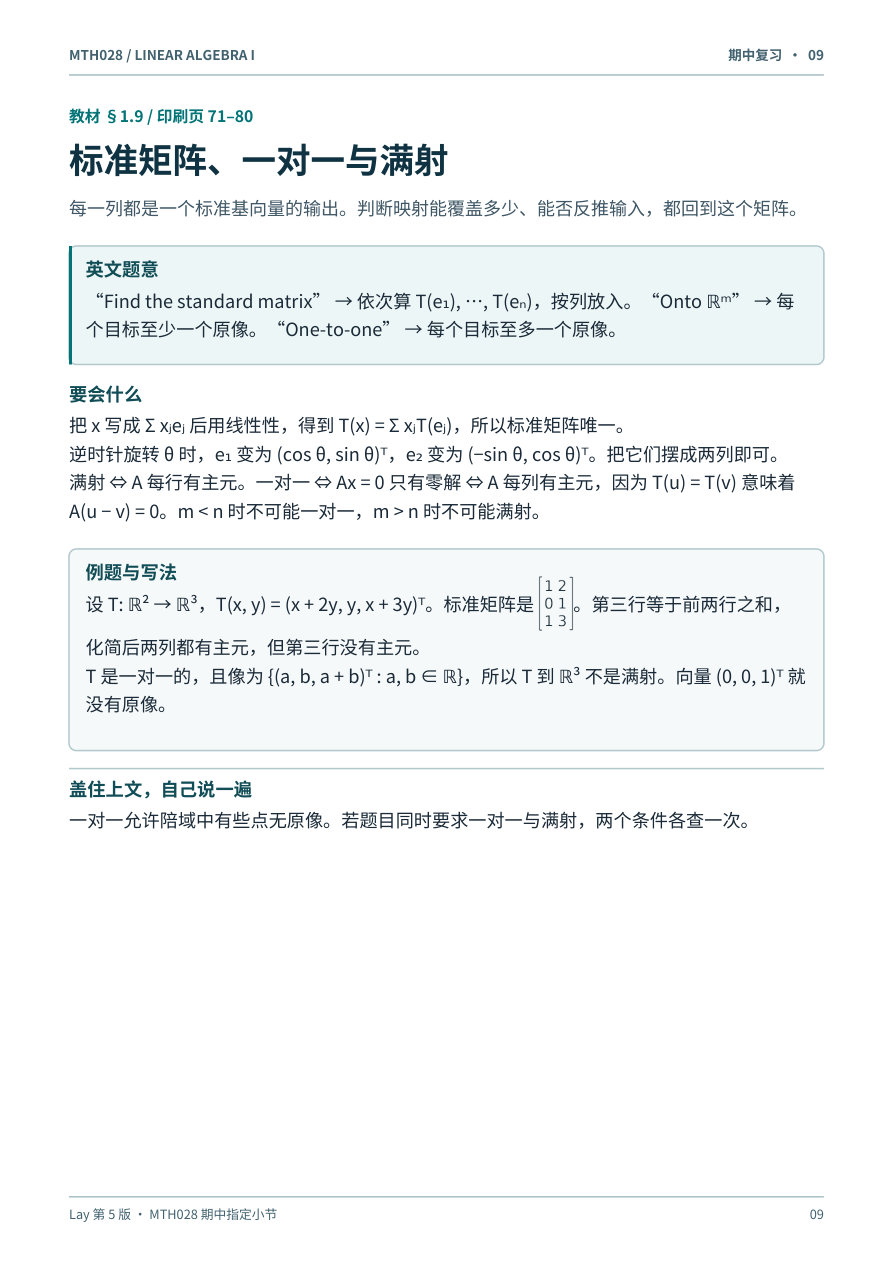 MTH028 / LINEAR ALGEBRA I
期中复习 · 09
教材 §1.9 / 印刷页 71–80
标准矩阵、一对一与满射
每一列都是一个标准基向量的输出。判断映射能覆盖多少、能否反推输入，都回到这个矩阵。
英文题意
“Find the standard matrix” → 依次算 T(e₁), ⋯, T(eₙ)，按列放入。“Onto ℝᵐ” → 每
个目标至少一个原像。“One-to-one” → 每个目标至多一个原像。
要会什么
把 x 写成 Σ xⱼeⱼ 后用线性性，得到 T(x) = Σ xⱼT(eⱼ)，所以标准矩阵唯一。
逆时针旋转 θ 时，e₁ 变为 (cos θ, sin θ)ᵀ，e₂ 变为 (−sin θ, cos θ)ᵀ。把它们摆成两列即可。
满射 ⇔ A 每行有主元。一对一 ⇔ Ax = 0 只有零解 ⇔ A 每列有主元，因为 T(u) = T(v) 意味着
A(u − v) = 0。m < n 时不可能一对一，m > n 时不可能满射。
例题与写法
设 T: ℝ² → ℝ³，T(x, y) = (x + 2y, y, x + 3y)ᵀ。标准矩阵是 [1 2; 0 1; 1 3]。第三行等于前两行之和，
化简后两列都有主元，但第三行没有主元。
T 是一对一的，且像为 {(a, b, a + b)ᵀ : a, b ∈ ℝ}，所以 T 到 ℝ³ 不是满射。向量 (0, 0, 1)ᵀ 就
没有原像。
盖住上文，自己说一遍
一对一允许陪域中有些点无原像。若题目同时要求一对一与满射，两个条件各查一次。
Lay 第 5 版 · MTH028 期中指定小节
09